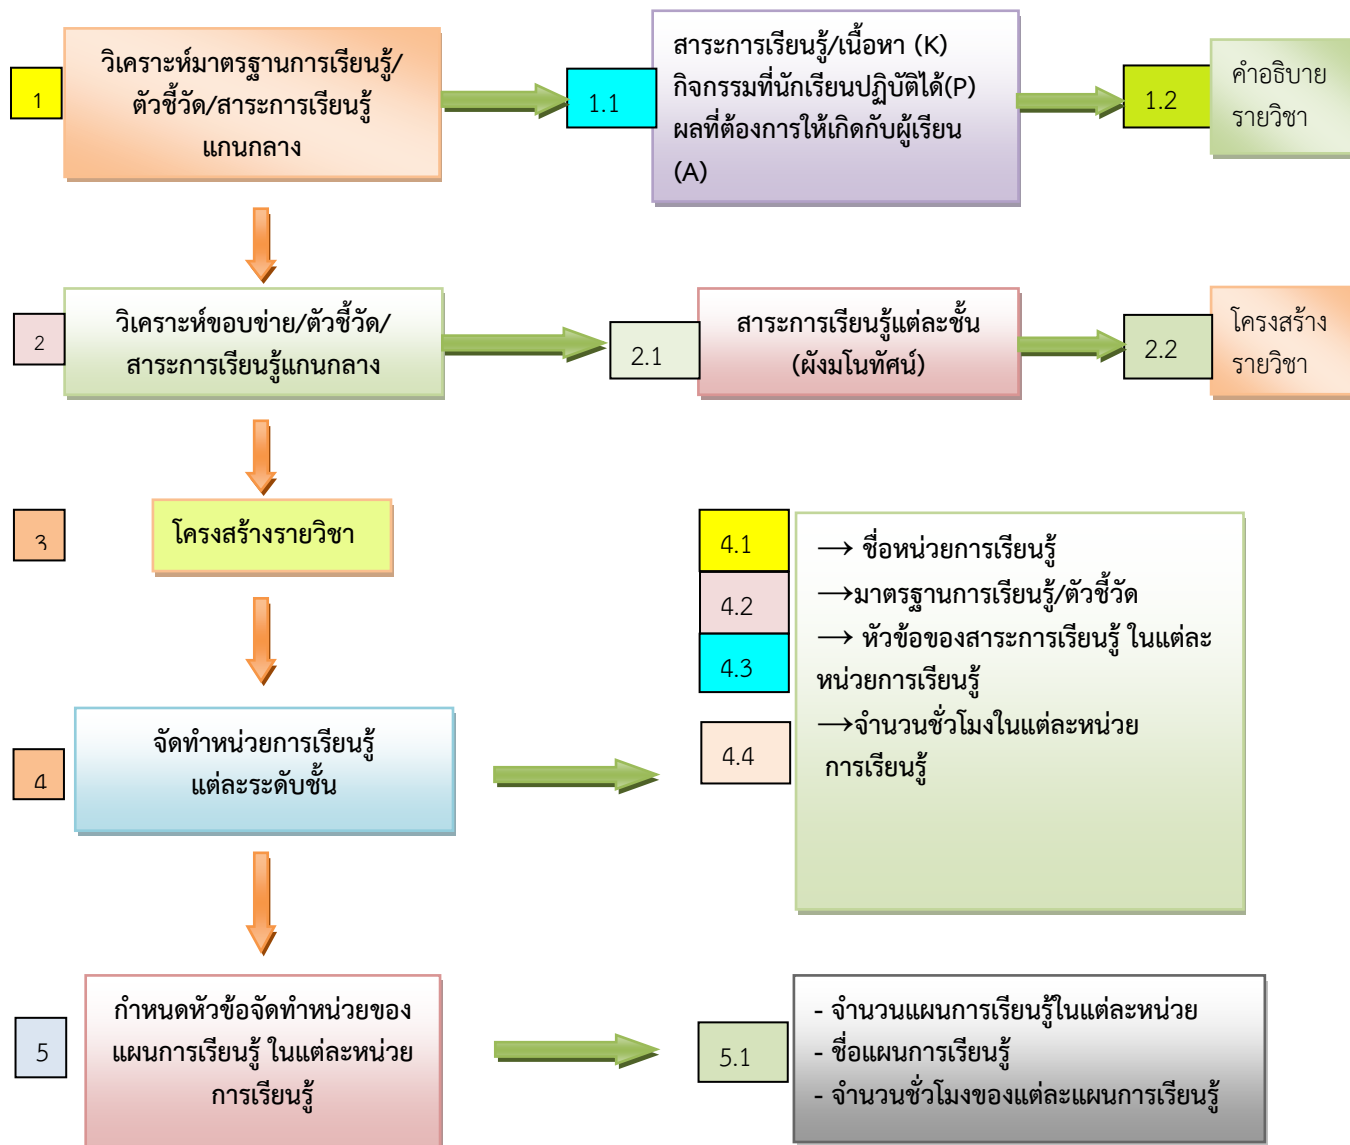 1
วิเคราะห์มาตรฐานการเรียนรู้/
ตัวชี้วัด/สาระการเรียนรู้
แกนกลาง
1.1
สาระการเรียนรู้/เนื้อหา (K)
กิจกรรมที่นักเรียนปฏิบัติได้(P)
ผลที่ต้องการให้เกิดกับผู้เรียน
(A)
1.2
คำอธิบาย
รายวิชา
2
วิเคราะห์ขอบข่าย/ตัวชี้วัด/
สาระการเรียนรู้แกนกลาง
2.1
สาระการเรียนรู้แต่ละชั้น
(ผังมโนทัศน์)
2.2
โครงสร้าง
รายวิชา
3
โครงสร้างรายวิชา
4
จัดทำหน่วยการเรียนรู้
แต่ละระดับชั้น
4.1
→ ชื่อหน่วยการเรียนรู้
4.2
→มาตรฐานการเรียนรู้/ตัวชี้วัด
4.3
→ หัวข้อของสาระการเรียนรู้ ในแต่ละ
หน่วยการเรียนรู้
4.4
→จำนวนชั่วโมงในแต่ละหน่วย
การเรียนรู้
5
กำหนดหัวข้อจัดทำหน่วยของ
แผนการเรียนรู้ ในแต่ละหน่วย
การเรียนรู้
5.1
- จำนวนแผนการเรียนรู้ในแต่ละหน่วย
- ชื่อแผนการเรียนรู้
- จำนวนชั่วโมงของแต่ละแผนการเรียนรู้